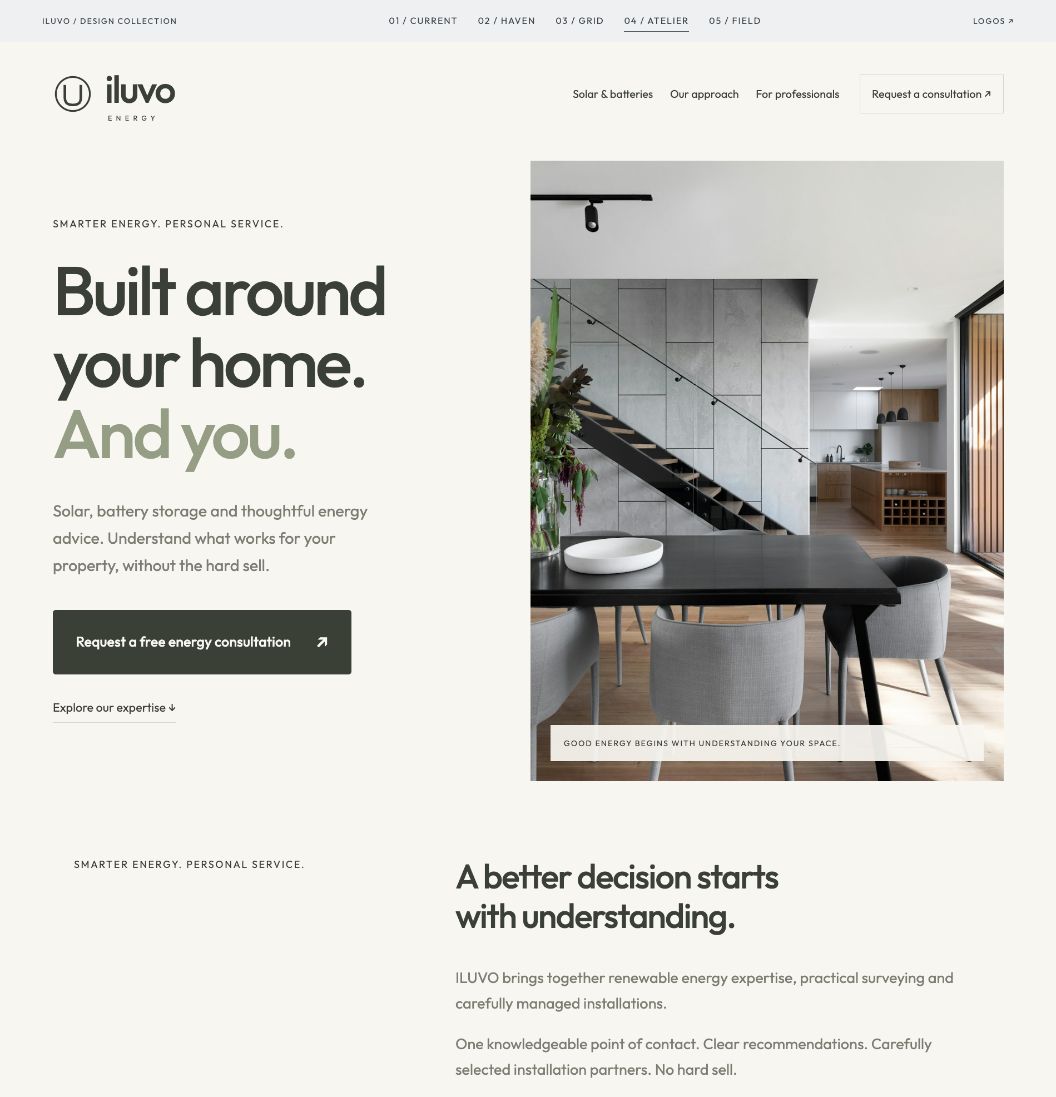 ILUVO / DESIGN COLLECTION
01 / CURRENT 02 / HAVEN 03 / GRID 04 / ATELIER 05 / FIELD
LOGOS ↗
iluvo
ENERGY
Solar & batteries Our approach For professionals Request a consultation ↗
SMARTER ENERGY. PERSONAL SERVICE.
Built around
your home.
And you.
Solar, battery storage and thoughtful energy
advice. Understand what works for your
property, without the hard sell.
Request a free energy consultation ↗
Explore our expertise ↓
GOOD ENERGY BEGINS WITH UNDERSTANDING YOUR SPACE.
SMARTER ENERGY. PERSONAL SERVICE.
A better decision starts
with understanding.
ILUVO brings together renewable energy expertise, practical surveying and
carefully managed installations.
One knowledgeable point of contact. Clear recommendations. Carefully
selected installation partners. No hard sell.